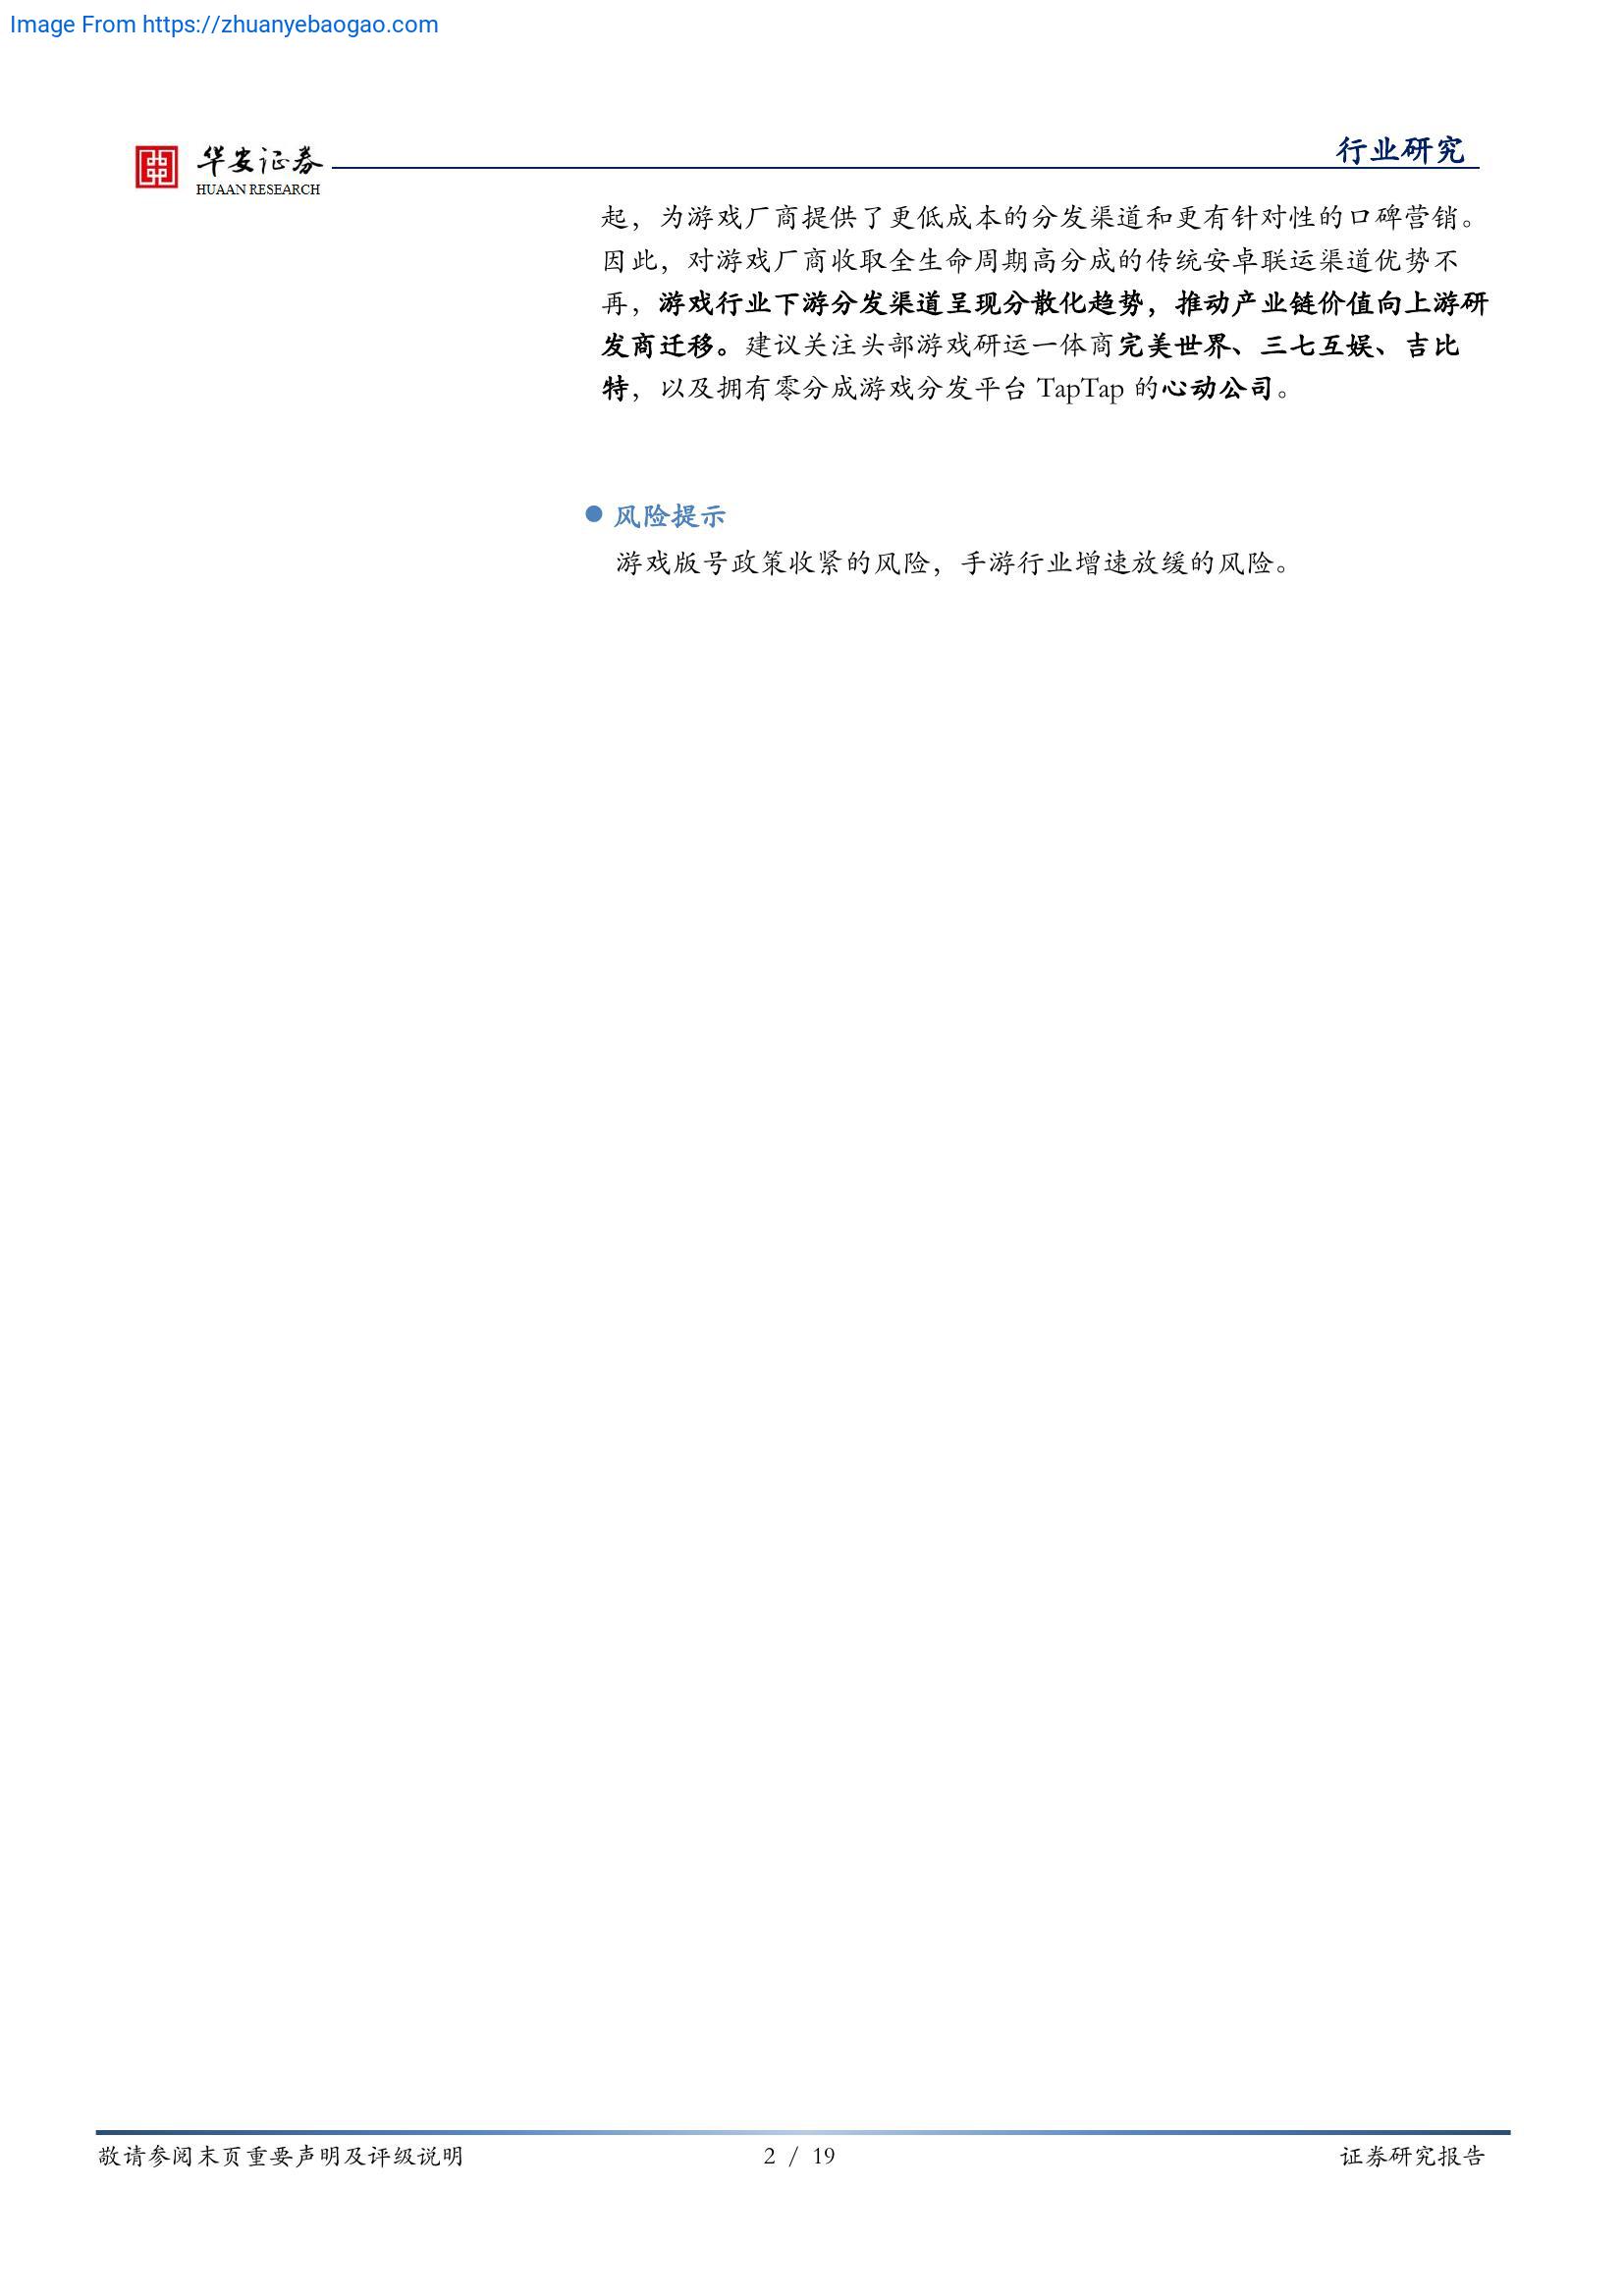 Image From https://zhuanyebaogao.com
华安证券
HUAAN RESEARCH
行业研究
起，为游戏厂商提供了更低成本的分发渠道和更有针对性的口碑营销。
因此，对游戏厂商收取全生命周期高分成的传统安卓联运渠道优势不
再，游戏行业下游分发渠道呈现分散化趋势，推动产业链价值向上游研
发商迁移。建议关注头部游戏研运一体商完美世界、三七互娱、吉比
特，以及拥有零分成游戏分发平台 TapTap 的心动公司。
风险提示
游戏版号政策收紧的风险，手游行业增速放缓的风险。
敬请参阅末页重要声明及评级说明
2 / 19
证券研究报告